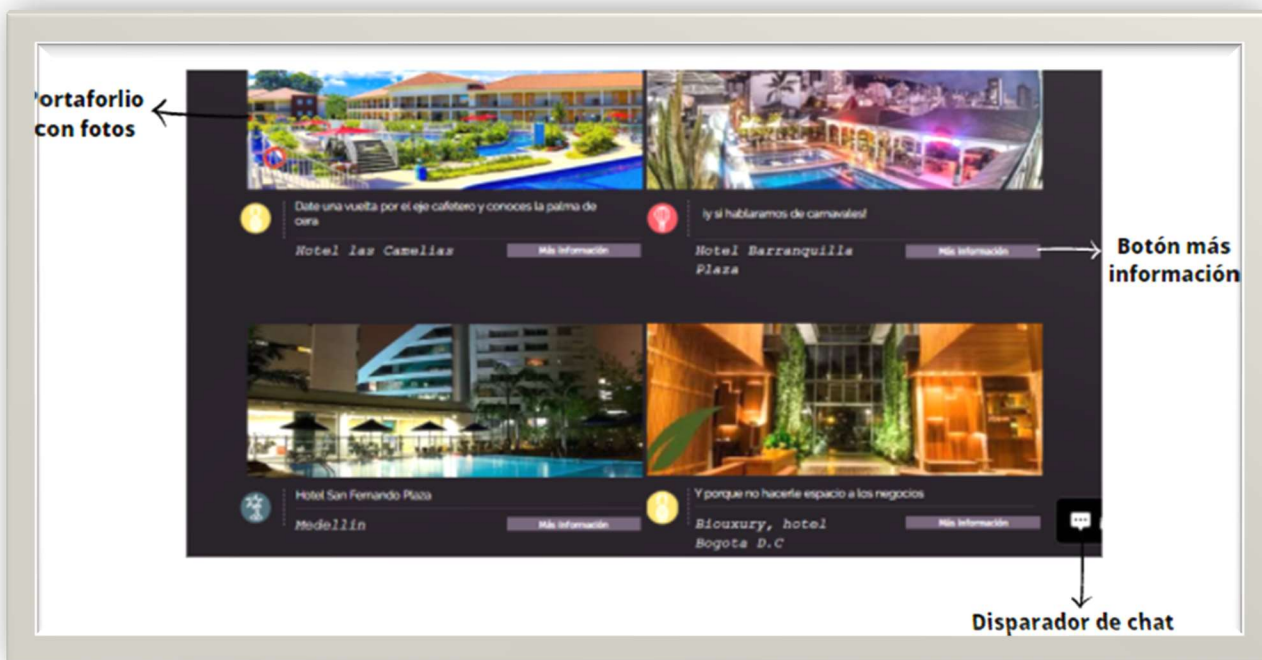 Portaforlio
con fotos
Date una vuelta por el eje cafetero y conoces la palma de
cera
Hotel las Camelias
Más información
¡y si hablaramos de carnavales!
Hotel Barranquilla
Plaza
Más información
Botón más
información
Hotel San Fernando Plaza
Medellín
Más información
Y porque no hacerle espacio a los negocios
Biouxury, hotel
Bogota D.C
Más información
Disparador de chat